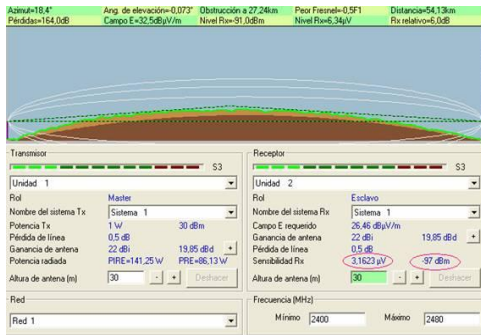 Azimut=18,4° Ang. de elevación=-0,073° Obstrucción a 27,24km Peor Fresnel=-0,5F1 Distancia=54,13km
Pérdidas=164,0dB Campo E=32,5dBμV/m Nivel Rx=-91,0dBm Nivel Rx=6,34μV Rx relativo=6,0dB
Transmisor
S3
Unidad 1
Rol Master
Nombre del sistema Tx Sistema 1
Potencia Tx 1 W 30 dBm
Pérdida de línea 0,5 dB
Ganancia de antena 22 dBi 19,85 dBd +
Potencia radiada PIRE=141,25 W PRE=86,13 W
Altura de antena (m) 30 - + Deshacer
Red
Red 1
Receptor
S3
Unidad 2
Rol Esclavo
Nombre del sistema Rx Sistema 1
Campo E requerido 26,46 dBμV/m
Ganancia de antena 22 dBi 19,85 dBd +
Pérdida de línea 0,5 dB
Sensibilidad Rx 3,1623 μV -97 dBm
Altura de antena (m) 30 - + Deshacer
Frecuencia (MHz)
Mínimo 2400 Máximo 2480